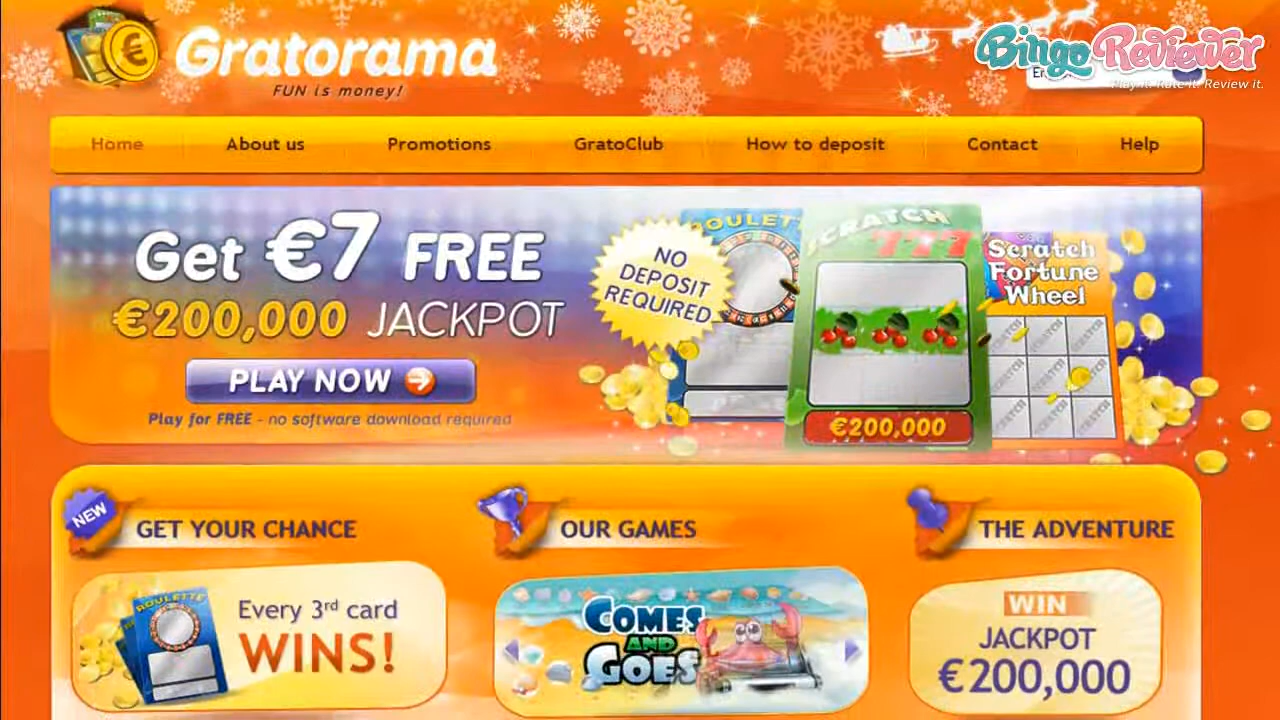 Gratorama
FUN is money!
Bingo Reviewer
Play it. Rate it. Review it.
Home About us Promotions GratoClub How to deposit Contact Help
Get €7 FREE
€200,000 JACKPOT
PLAY NOW
Play for FREE - no software download required
NO
DEPOSIT
REQUIRED
ROULETTE
SCRATCH
777
€200,000
Scratch
Fortune
Wheel
NEW
GET YOUR CHANCE
ROULETTE
Every 3rd card
WINS!
OUR GAMES
COMES
AND
GOES
THE ADVENTURE
WIN
JACKPOT
€200,000